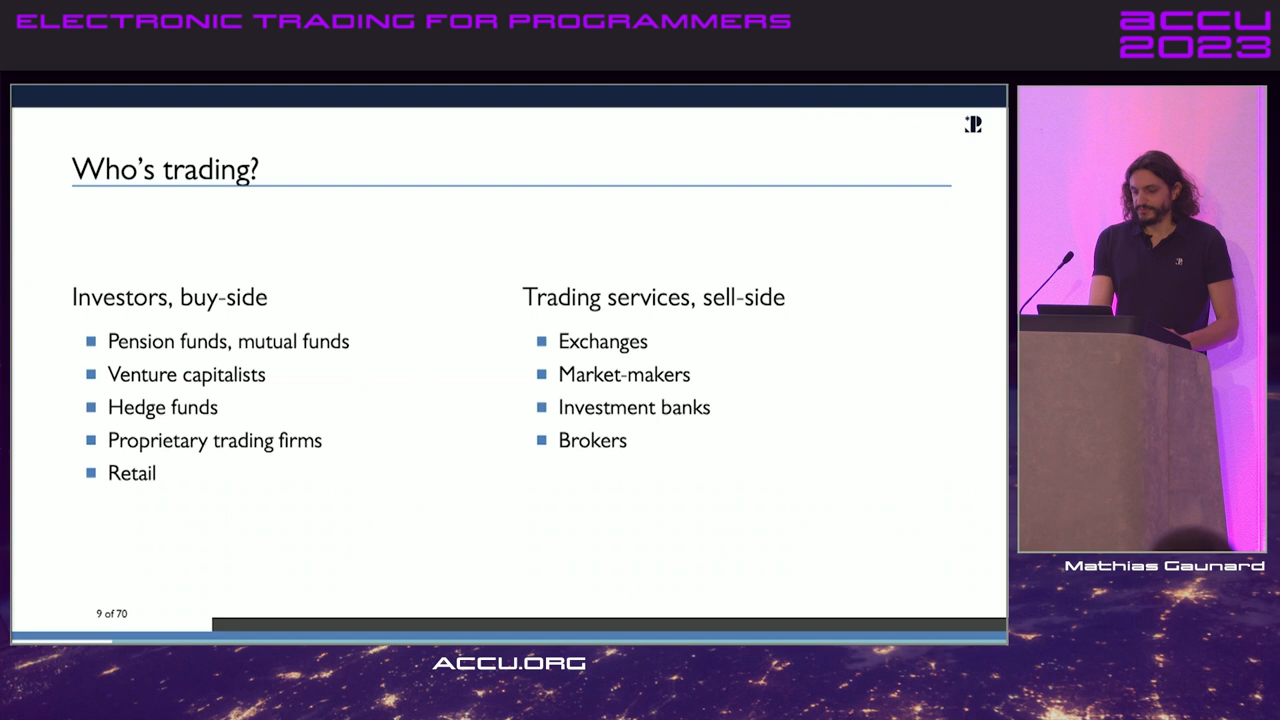 ELECTRONIC TRADING FOR PROGRAMMERS
accu
2023
Who's trading?
Investors, buy-side
Pension funds, mutual funds
Venture capitalists
Hedge funds
Proprietary trading firms
Retail
Trading services, sell-side
Exchanges
Market-makers
Investment banks
Brokers
9 of 70
Mathias Gaunard
ACCU.ORG